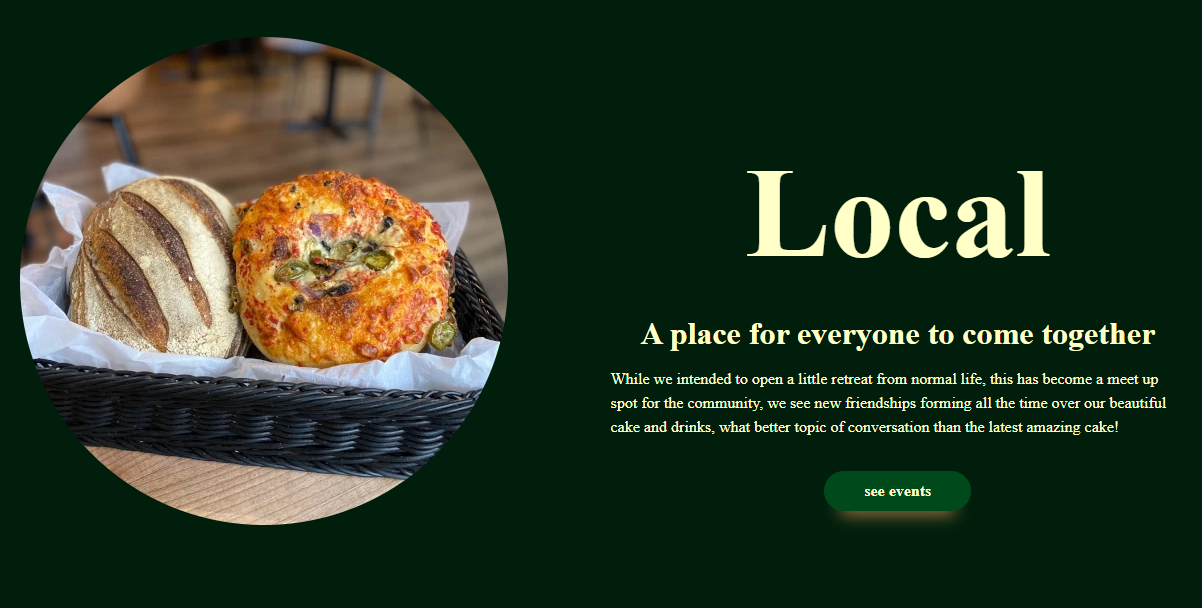 Local
A place for everyone to come together
While we intended to open a little retreat from normal life, this has become a meet up
spot for the community, we see new friendships forming all the time over our beautiful
cake and drinks, what better topic of conversation than the latest amazing cake!
see events